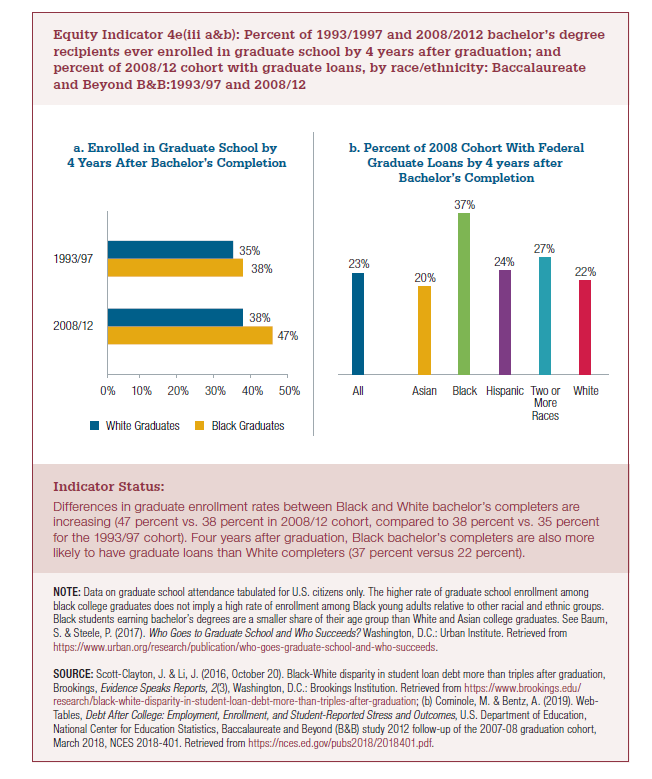 Equity Indicator 4e(iii a&b): Percent of 1993/1997 and 2008/2012 bachelor's degree
recipients ever enrolled in graduate school by 4 years after graduation; and
percent of 2008/12 cohort with graduate loans, by race/ethnicity: Baccalaureate
and Beyond B&B:1993/97 and 2008/12
a. Enrolled in Graduate School by
4 Years After Bachelor's Completion
1993/97
35%
38%
2008/12
38%
47%
0% 10% 20% 30% 40% 50%
White Graduates Black Graduates
b. Percent of 2008 Cohort With Federal
Graduate Loans by 4 years after
Bachelor's Completion
23%
20%
37%
24%
27%
22%
All Asian Black Hispanic Two or White
More
Races
Indicator Status:
Differences in graduate enrollment rates between Black and White bachelor's completers are
increasing (47 percent vs. 38 percent in 2008/12 cohort, compared to 38 percent vs. 35 percent
for the 1993/97 cohort). Four years after graduation, Black bachelor's completers are also more
likely to have graduate loans than White completers (37 percent versus 22 percent).
NOTE: Data on graduate school attendance tabulated for U.S. citizens only. The higher rate of graduate school enrollment among
black college graduates does not imply a high rate of enrollment among Black young adults relative to other racial and ethnic groups.
Black students earning bachelor's degrees are a smaller share of their age group than White and Asian college graduates. See Baum,
S. & Steele, P. (2017). Who Goes to Graduate School and Who Succeeds? Washington, D.C.: Urban Institute. Retrieved from
https://www.urban.org/research/publication/who-goes-graduate-school-and-who-succeeds.
SOURCE: Scott-Clayton, J. & Li, J. (2016, October 20). Black-White disparity in student loan debt more than triples after graduation,
Brookings, Evidence Speaks Reports, 2(3), Washington, D.C.: Brookings Institution. Retrieved from https://www.brookings.edu/
research/black-white-disparity-in-student-loan-debt-more-than-triples-after-graduation; (b) Cominole, M. & Bentz, A. (2019). Web-
Tables, Debt After College: Employment, Enrollment, and Student-Reported Stress and Outcomes, U.S. Department of Education,
National Center for Education Statistics, Baccalaureate and Beyond (B&B) study 2012 follow-up of the 2007-08 graduation cohort,
March 2018, NCES 2018-401. Retrieved from https://nces.ed.gov/pubs2018/2018401.pdf.